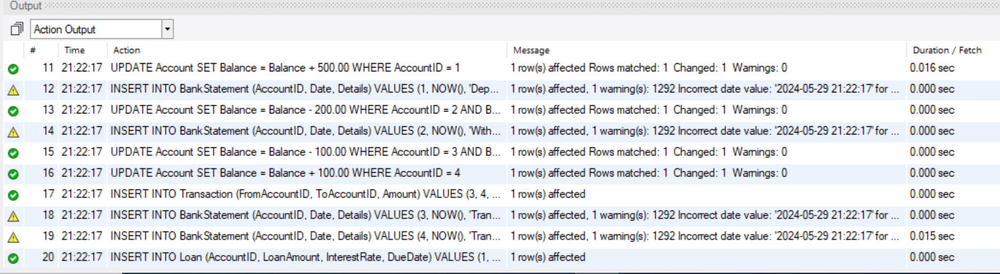 Output
Action Output
# Time Action Message Duration / Fetch
11 21:22:17 UPDATE Account SET Balance = Balance + 500.00 WHERE AccountID = 1 1 row(s) affected Rows matched: 1 Changed: 1 Warnings: 0 0.016 sec
12 21:22:17 INSERT INTO BankStatement (AccountID, Date, Details) VALUES (1, NOW(), 'Dep... 1 row(s) affected, 1 warning(s): 1292 Incorrect date value: '2024-05-29 21:22:17' for ... 0.000 sec
13 21:22:17 UPDATE Account SET Balance = Balance - 200.00 WHERE AccountID = 2 AND B... 1 row(s) affected Rows matched: 1 Changed: 1 Warnings: 0 0.000 sec
14 21:22:17 INSERT INTO BankStatement (AccountID, Date, Details) VALUES (2, NOW(), 'With... 1 row(s) affected, 1 warning(s): 1292 Incorrect date value: '2024-05-29 21:22:17' for ... 0.000 sec
15 21:22:17 UPDATE Account SET Balance = Balance - 100.00 WHERE AccountID = 3 AND B... 1 row(s) affected Rows matched: 1 Changed: 1 Warnings: 0 0.000 sec
16 21:22:17 UPDATE Account SET Balance = Balance + 100.00 WHERE AccountID = 4 1 row(s) affected Rows matched: 1 Changed: 1 Warnings: 0 0.000 sec
17 21:22:17 INSERT INTO Transaction (FromAccountID, ToAccountID, Amount) VALUES (3, 4, ... 1 row(s) affected 0.000 sec
18 21:22:17 INSERT INTO BankStatement (AccountID, Date, Details) VALUES (3, NOW(), 'Tran... 1 row(s) affected, 1 warning(s): 1292 Incorrect date value: '2024-05-29 21:22:17' for ... 0.000 sec
19 21:22:17 INSERT INTO BankStatement (AccountID, Date, Details) VALUES (4, NOW(), 'Tran... 1 row(s) affected, 1 warning(s): 1292 Incorrect date value: '2024-05-29 21:22:17' for ... 0.015 sec
20 21:22:17 INSERT INTO Loan (AccountID, LoanAmount, InterestRate, DueDate) VALUES (1, ... 1 row(s) affected 0.000 sec